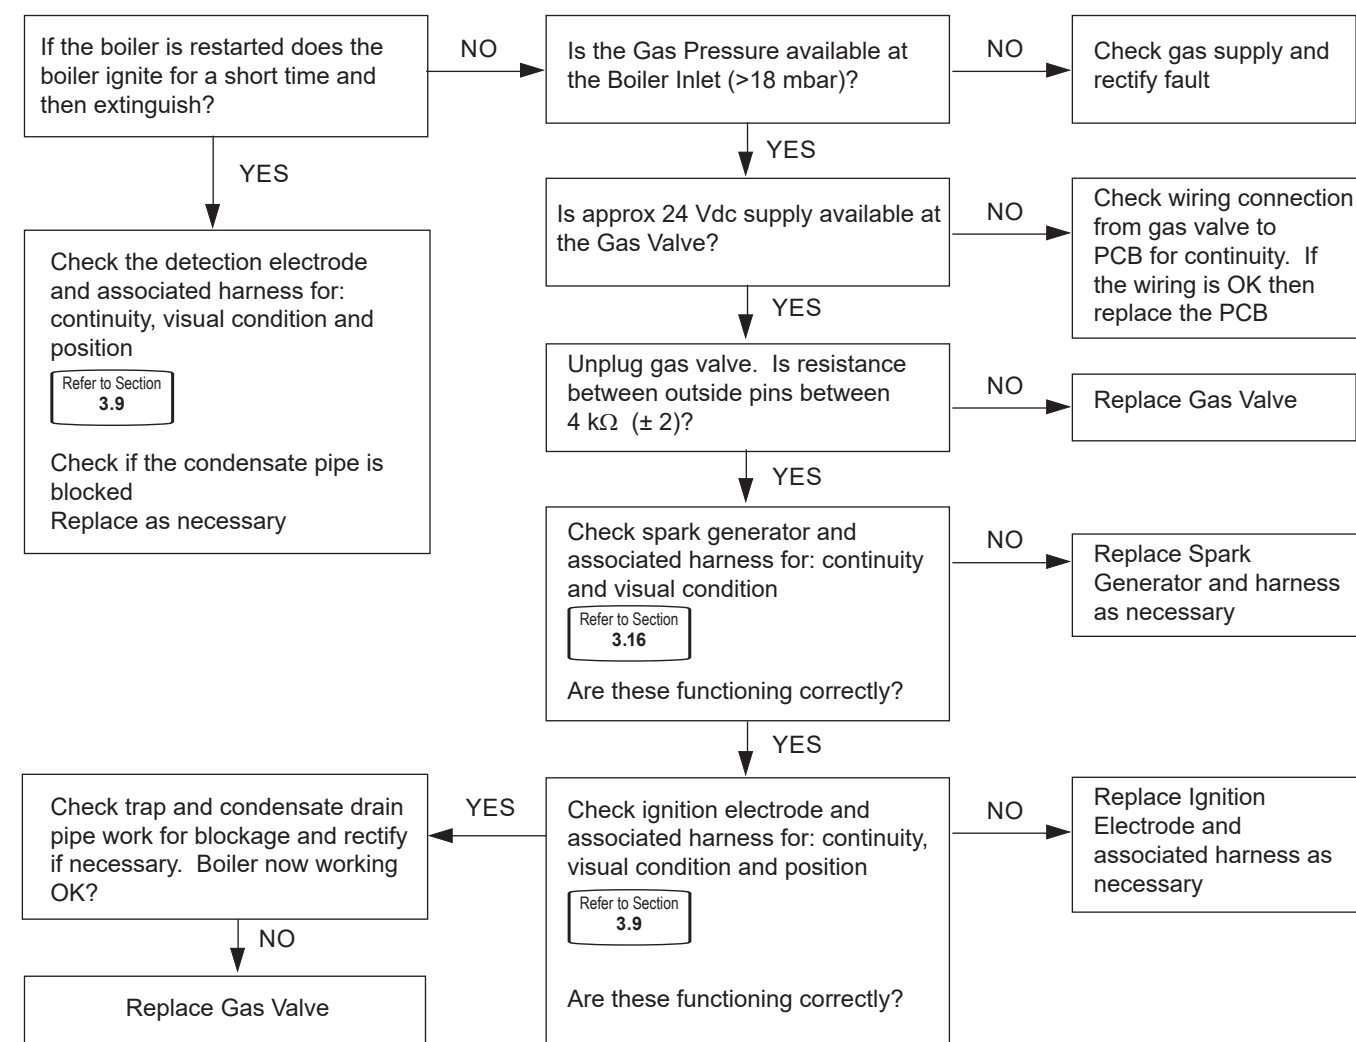 If the boiler is restarted does the
boiler ignite for a short time and
then extinguish?
NO
Is the Gas Pressure available at
the Boiler Inlet (>18 mbar)?
NO
Check gas supply and
rectify fault
YES
YES
Check the detection electrode
and associated harness for:
continuity, visual condition and
position
Refer to Section
3.9
Check if the condensate pipe is
blocked
Replace as necessary
Is approx 24 Vdc supply available at
the Gas Valve?
NO
Check wiring connection
from gas valve to
PCB for continuity.  If
the wiring is OK then
replace the PCB
YES
Unplug gas valve.  Is resistance
between outside pins between
4 kΩ  (± 2)?
NO
Replace Gas Valve
YES
Check spark generator and
associated harness for: continuity
and visual condition
Refer to Section
3.16
Are these functioning correctly?
NO
Replace Spark
Generator and harness
as necessary
YES
Check ignition electrode and
associated harness for: continuity,
visual condition and position
Refer to Section
3.9
Are these functioning correctly?
NO
Replace Ignition
Electrode and
associated harness as
necessary
YES
Check trap and condensate drain
pipe work for blockage and rectify
if necessary.  Boiler now working
OK?
NO
Replace Gas Valve